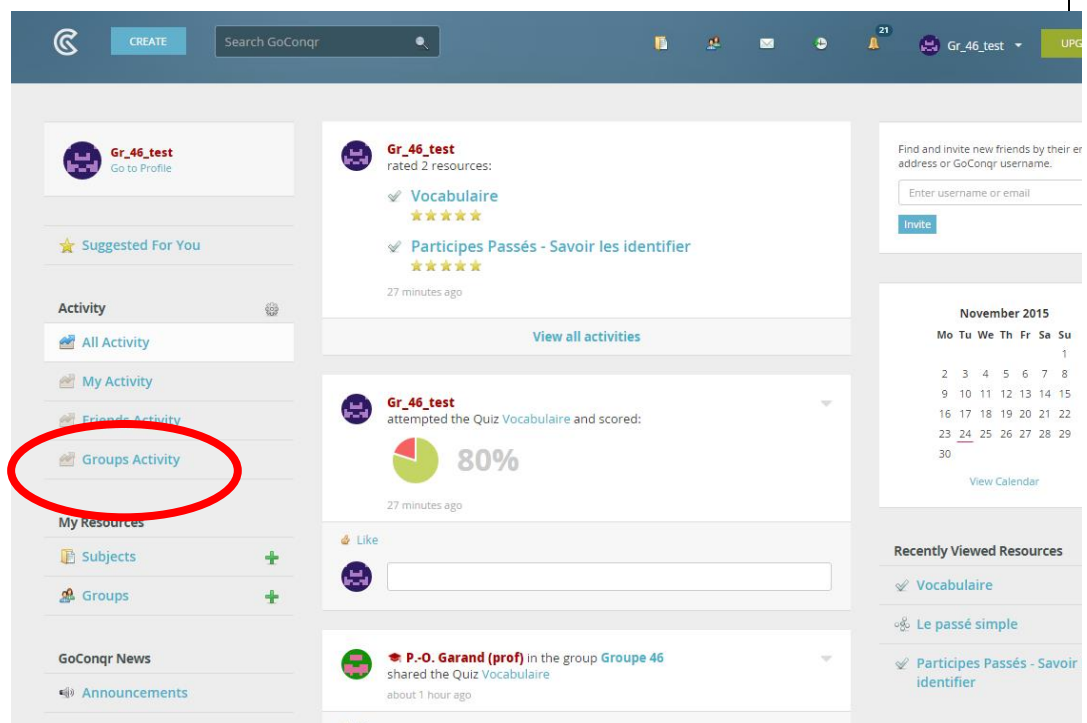 CREATE
Search GoConqr
21
Gr_46_test
UPG
Gr_46_test
Go to Profile
Suggested For You
Activity
All Activity
My Activity
Friends Activity
Groups Activity
My Resources
Subjects
Groups
GoConqr News
Announcements
Gr_46_test
rated 2 resources:
Vocabulaire
Participes Passés - Savoir les identifier
27 minutes ago
View all activities
Gr_46_test
attempted the Quiz Vocabulaire and scored:
80%
27 minutes ago
Like
P.-O. Garand (prof) in the group Groupe 46
shared the Quiz Vocabulaire
about 1 hour ago
Find and invite new friends by their em
address or GoConqr username.
Enter username or email
Invite
November 2015
Mo Tu We Th Fr Sa Su
1
2 3 4 5 6 7 8
9 10 11 12 13 14 15
16 17 18 19 20 21 22
23 24 25 26 27 28 29
30
View Calendar
Recently Viewed Resources
Vocabulaire
Le passé simple
Participes Passés - Savoir
identifier